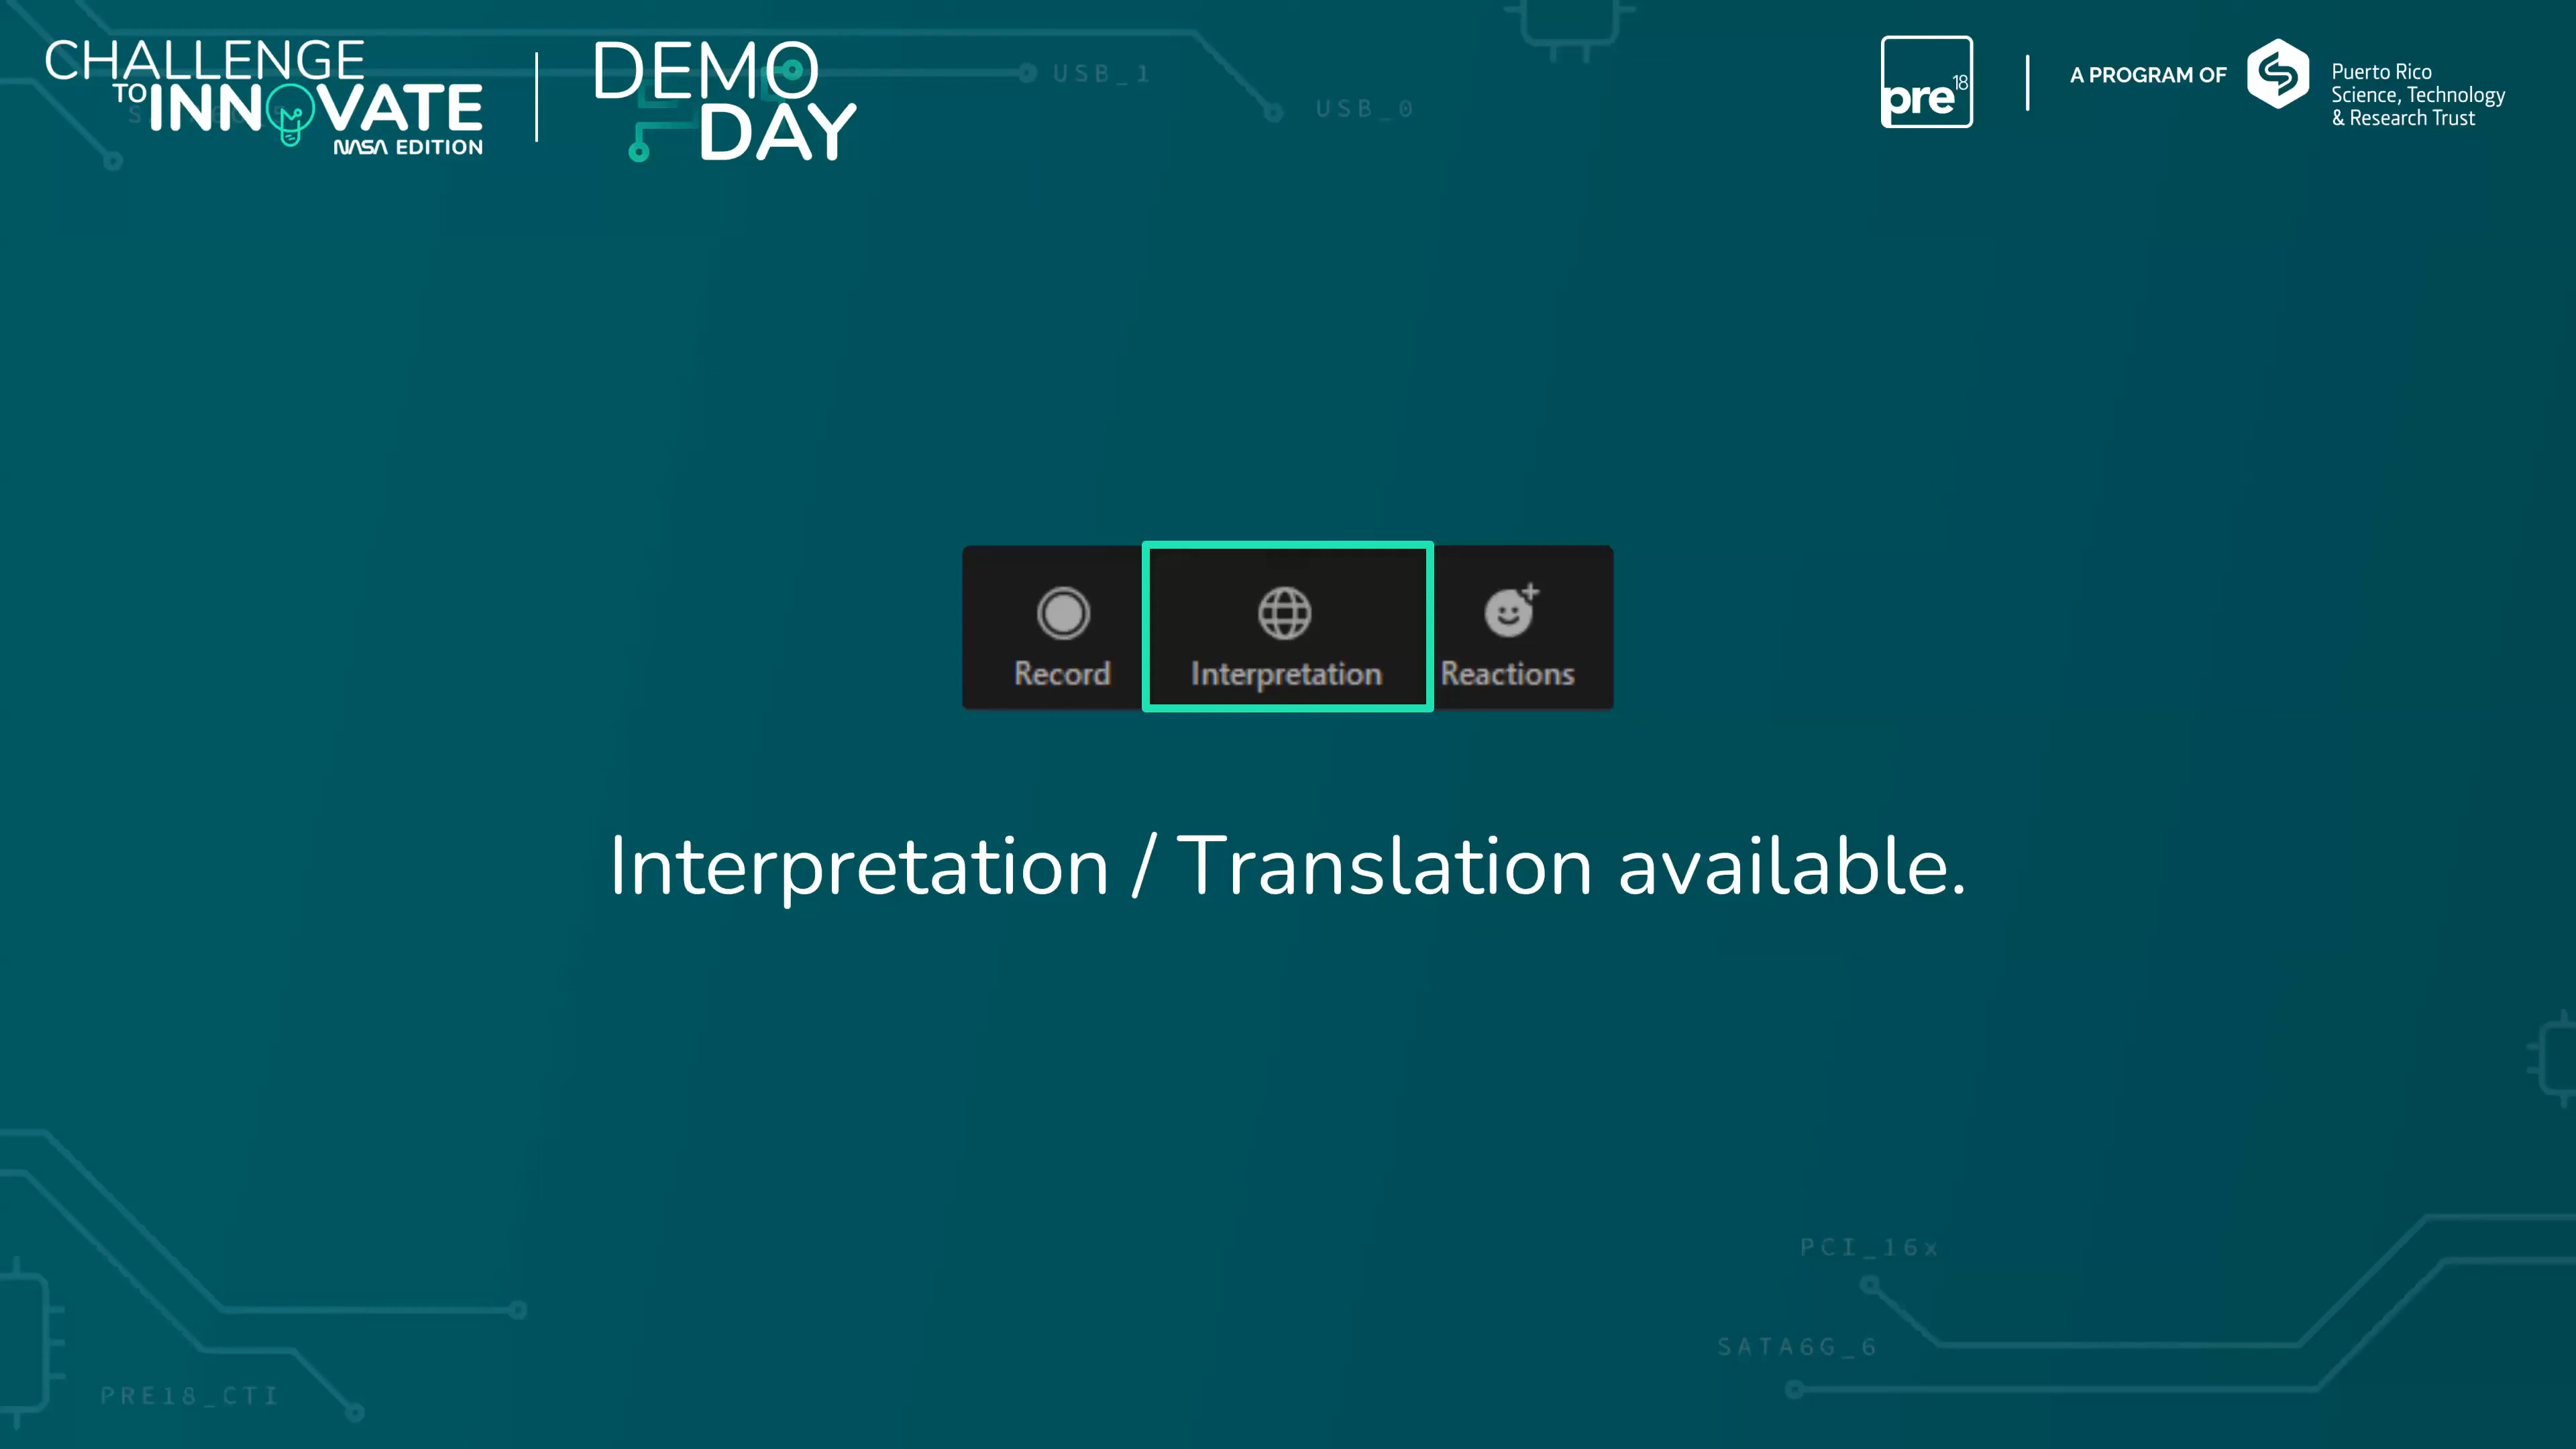 CHALLENGE
TO INNOVATE
NASA EDITION
DEMO
DAY
USB_1
USB_0
pre18
A PROGRAM OF
Puerto Rico
Science, Technology
& Research Trust
Record
Interpretation
Reactions
Interpretation / Translation available.
PCI_16x
SATA6G_6
PRE18_CTI